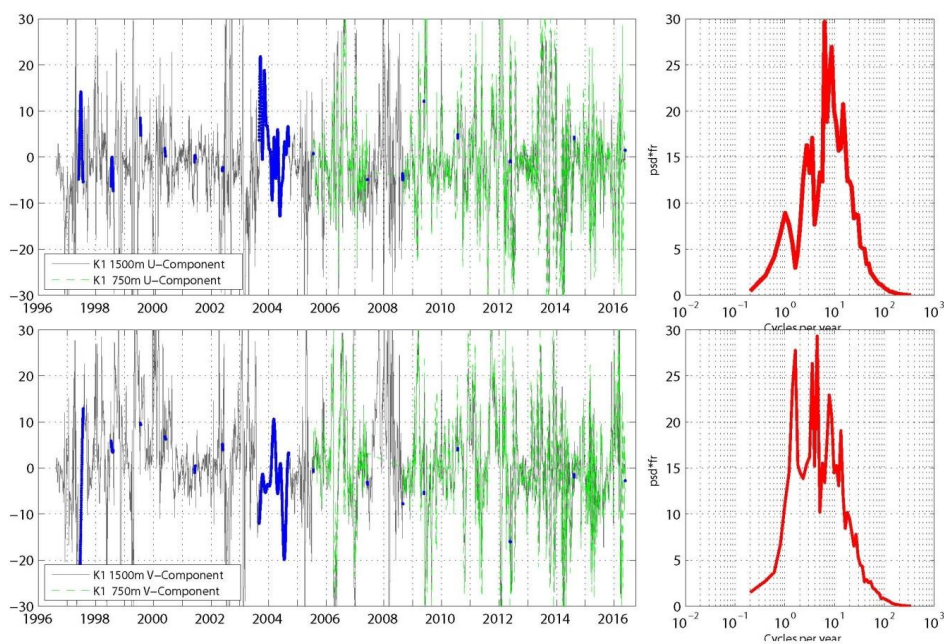 30
20
10
0
−10
−20
−30
K1 1500m U−Component
K1 750m U−Component
1996 1998 2000 2002 2004 2006 2008 2010 2012 2014 2016
psd*fr
30
25
20
15
10
5
0
10⁻² 10⁻¹ 10⁰ 10¹ 10² 10³
Cycles per year
30
20
10
0
−10
−20
−30
K1 1500m V−Component
K1 750m V−Component
1996 1998 2000 2002 2004 2006 2008 2010 2012 2014 2016
psd*fr
30
25
20
15
10
5
0
10⁻² 10⁻¹ 10⁰ 10¹ 10² 10³
Cycles per year